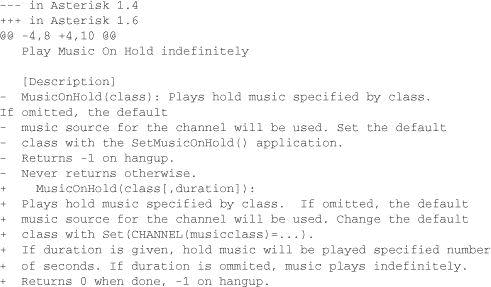 --- in Asterisk 1.4
+++ in Asterisk 1.6
@@ -4,8 +4,10 @@
   Play Music On Hold indefinitely

   [Description]
-  MusicOnHold(class): Plays hold music specified by class.
If omitted, the default
-  music source for the channel will be used. Set the default
-  class with the SetMusicOnHold() application.
-  Returns -1 on hangup.
-  Never returns otherwise.
+    MusicOnHold(class[,duration]):
+  Plays hold music specified by class.  If omitted, the default
+  music source for the channel will be used. Change the default
+  class with Set(CHANNEL(musicclass)=...).
+  If duration is given, hold music will be played specified number
+  of seconds. If duration is ommited, music plays indefinitely.
+  Returns 0 when done, -1 on hangup.